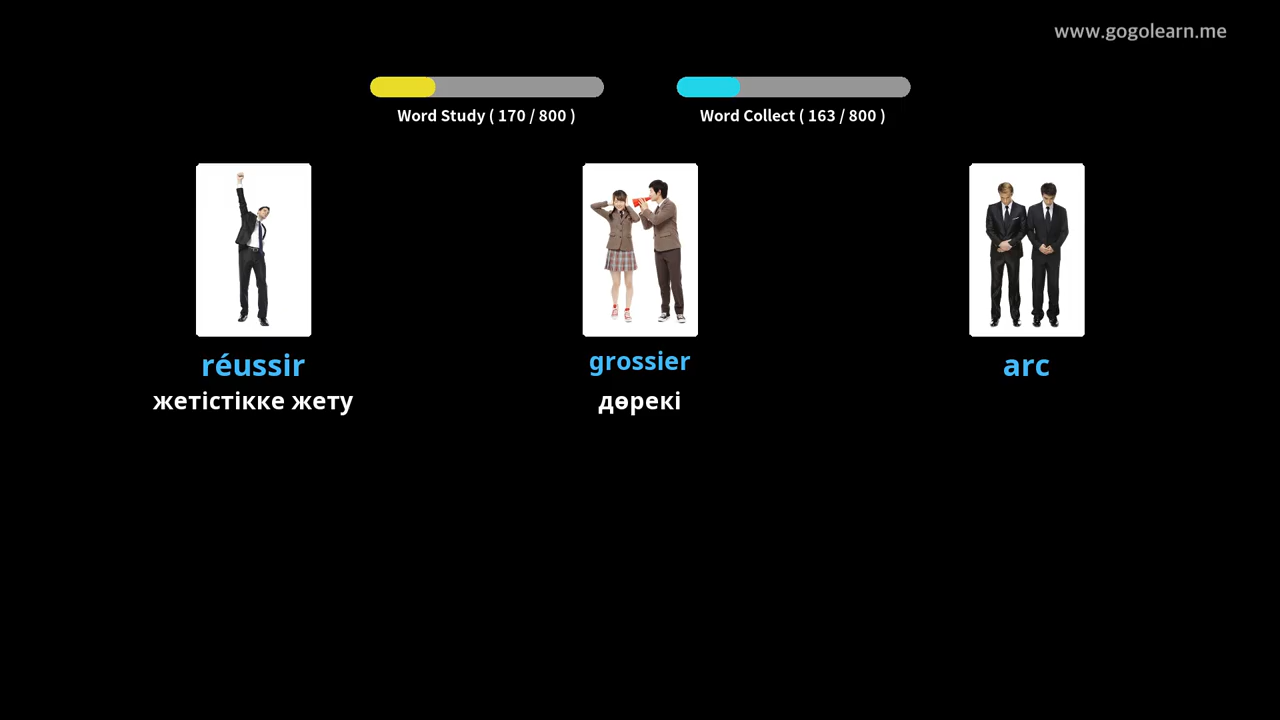 www.gogolearn.me
Word Study ( 170 / 800 )
Word Collect ( 163 / 800 )
réussir
grossier
arc
жетістікке жету
дөрекі